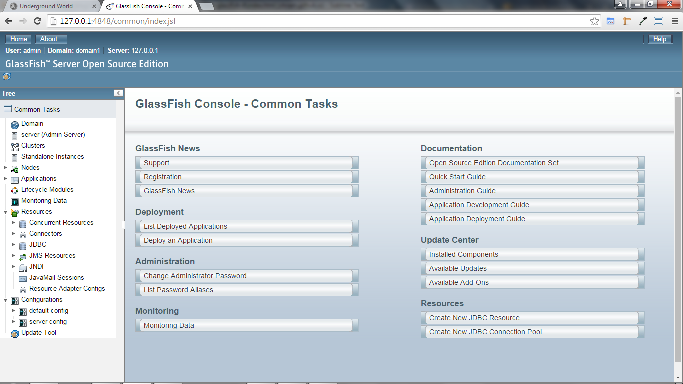 Underground World
GlassFish Console - Comm
127.0.0.1:4848/common/index.jsf
Home
About...
Help
User: admin | Domain: domain1 | Server: 127.0.0.1
GlassFish™ Server Open Source Edition
Tree
Common Tasks
Domain
server (Admin Server)
Clusters
Standalone Instances
Nodes
Applications
Lifecycle Modules
Monitoring Data
Resources
Concurrent Resources
Connectors
JDBC
JMS Resources
JNDI
JavaMail Sessions
Resource Adapter Configs
Configurations
default-config
server-config
Update Tool
GlassFish Console - Common Tasks
GlassFish News
Support
Registration
GlassFish News
Deployment
List Deployed Applications
Deploy an Application
Administration
Change Administrator Password
List Password Aliases
Monitoring
Monitoring Data
Documentation
Open Source Edition Documentation Set
Quick Start Guide
Administration Guide
Application Development Guide
Application Deployment Guide
Update Center
Installed Components
Available Updates
Available Add-Ons
Resources
Create New JDBC Resource
Create New JDBC Connection Pool